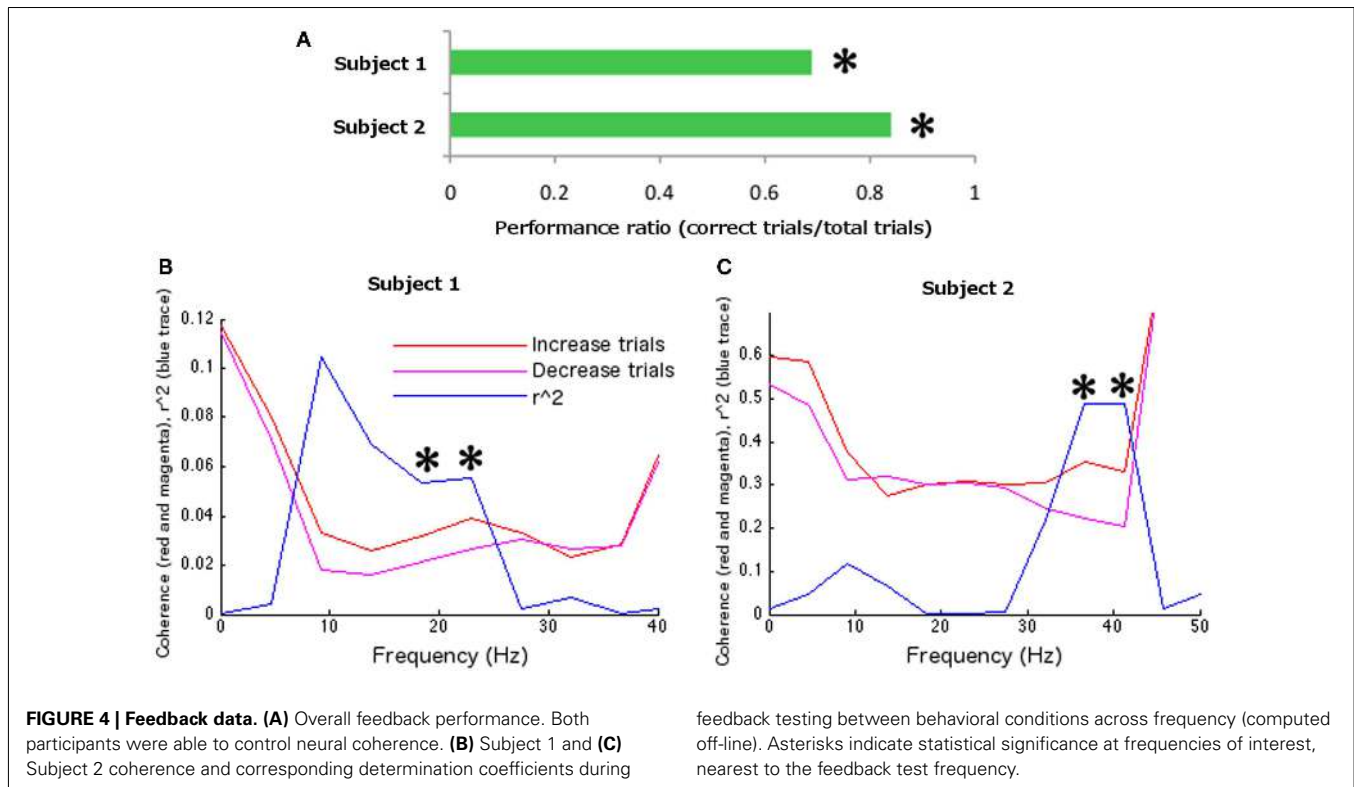 A
Subject 1
*
Subject 2
*
0 0.2 0.4 0.6 0.8 1
Performance ratio (correct trials/total trials)
B
Subject 1
Coherence (red and magenta), r^2 (blue trace)
0.12
0.1
0.08
0.06
0.04
0.02
0
Increase trials
Decrease trials
r^2
* *
0 10 20 30 40
Frequency (Hz)
C
Subject 2
Coherence (red and magenta), r^2 (blue trace)
0.6
0.5
0.4
0.3
0.2
0.1
0
* *
0 10 20 30 40 50
Frequency (Hz)
FIGURE 4 | Feedback data. (A) Overall feedback performance. Both
participants were able to control neural coherence. (B) Subject 1 and (C)
Subject 2 coherence and corresponding determination coefficients during
feedback testing between behavioral conditions across frequency (computed
off-line). Asterisks indicate statistical significance at frequencies of interest,
nearest to the feedback test frequency.